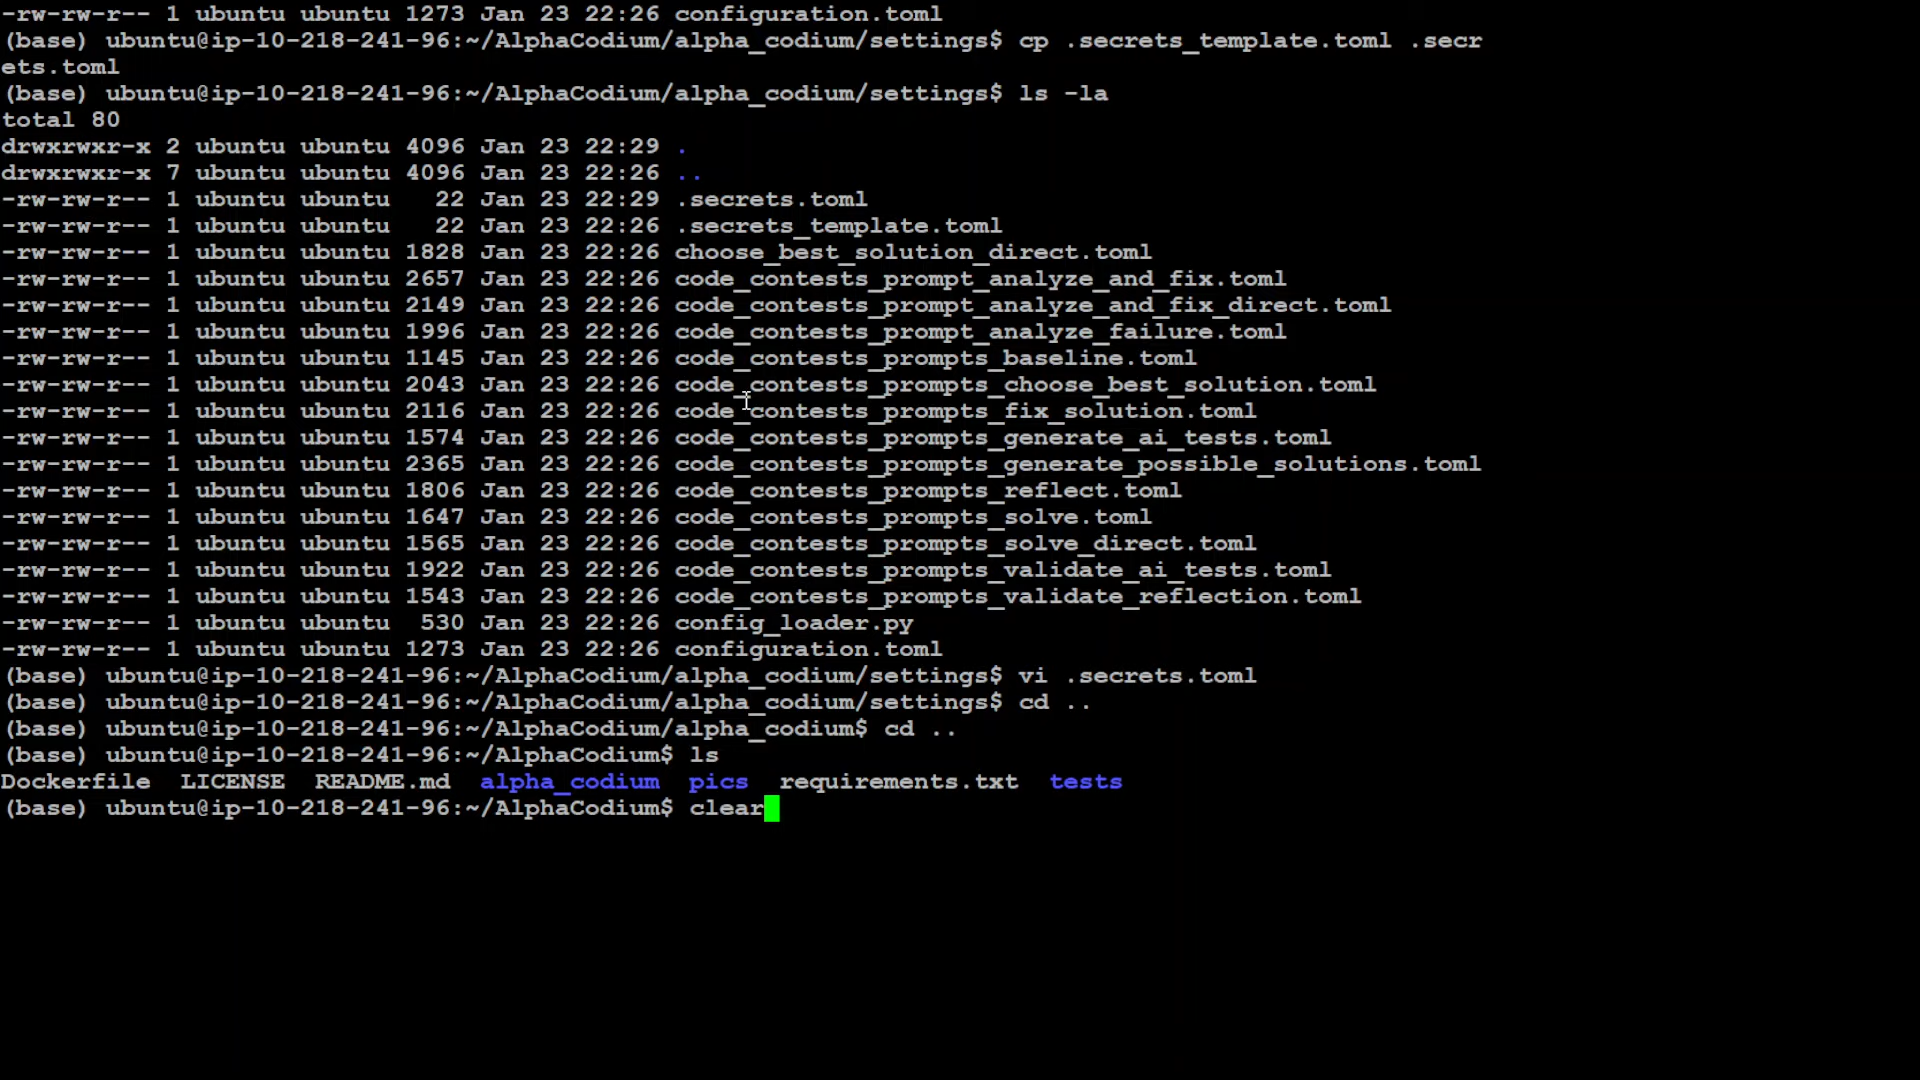 -rw-rw-r-- 1 ubuntu ubuntu 1273 Jan 23 22:26 configuration.toml
(base) ubuntu@ip-10-218-241-96:~/AlphaCodium/alpha_codium/settings$ cp .secrets_template.toml .secr
ets.toml
(base) ubuntu@ip-10-218-241-96:~/AlphaCodium/alpha_codium/settings$ ls -la
total 80
drwxrwxr-x 2 ubuntu ubuntu 4096 Jan 23 22:29 .
drwxrwxr-x 7 ubuntu ubuntu 4096 Jan 23 22:26 ..
-rw-rw-r-- 1 ubuntu ubuntu   22 Jan 23 22:29 .secrets.toml
-rw-rw-r-- 1 ubuntu ubuntu   22 Jan 23 22:26 .secrets_template.toml
-rw-rw-r-- 1 ubuntu ubuntu 1828 Jan 23 22:26 choose_best_solution_direct.toml
-rw-rw-r-- 1 ubuntu ubuntu 2657 Jan 23 22:26 code_contests_prompt_analyze_and_fix.toml
-rw-rw-r-- 1 ubuntu ubuntu 2149 Jan 23 22:26 code_contests_prompt_analyze_and_fix_direct.toml
-rw-rw-r-- 1 ubuntu ubuntu 1996 Jan 23 22:26 code_contests_prompt_analyze_failure.toml
-rw-rw-r-- 1 ubuntu ubuntu 1145 Jan 23 22:26 code_contests_prompts_baseline.toml
-rw-rw-r-- 1 ubuntu ubuntu 2043 Jan 23 22:26 code_contests_prompts_choose_best_solution.toml
-rw-rw-r-- 1 ubuntu ubuntu 2116 Jan 23 22:26 code_contests_prompts_fix_solution.toml
-rw-rw-r-- 1 ubuntu ubuntu 1574 Jan 23 22:26 code_contests_prompts_generate_ai_tests.toml
-rw-rw-r-- 1 ubuntu ubuntu 2365 Jan 23 22:26 code_contests_prompts_generate_possible_solutions.toml
-rw-rw-r-- 1 ubuntu ubuntu 1806 Jan 23 22:26 code_contests_prompts_reflect.toml
-rw-rw-r-- 1 ubuntu ubuntu 1647 Jan 23 22:26 code_contests_prompts_solve.toml
-rw-rw-r-- 1 ubuntu ubuntu 1565 Jan 23 22:26 code_contests_prompts_solve_direct.toml
-rw-rw-r-- 1 ubuntu ubuntu 1922 Jan 23 22:26 code_contests_prompts_validate_ai_tests.toml
-rw-rw-r-- 1 ubuntu ubuntu 1543 Jan 23 22:26 code_contests_prompts_validate_reflection.toml
-rw-rw-r-- 1 ubuntu ubuntu  530 Jan 23 22:26 config_loader.py
-rw-rw-r-- 1 ubuntu ubuntu 1273 Jan 23 22:26 configuration.toml
(base) ubuntu@ip-10-218-241-96:~/AlphaCodium/alpha_codium/settings$ vi .secrets.toml
(base) ubuntu@ip-10-218-241-96:~/AlphaCodium/alpha_codium/settings$ cd ..
(base) ubuntu@ip-10-218-241-96:~/AlphaCodium/alpha_codium$ cd ..
(base) ubuntu@ip-10-218-241-96:~/AlphaCodium$ ls
Dockerfile  LICENSE  README.md  alpha_codium  pics  requirements.txt  tests
(base) ubuntu@ip-10-218-241-96:~/AlphaCodium$ clear